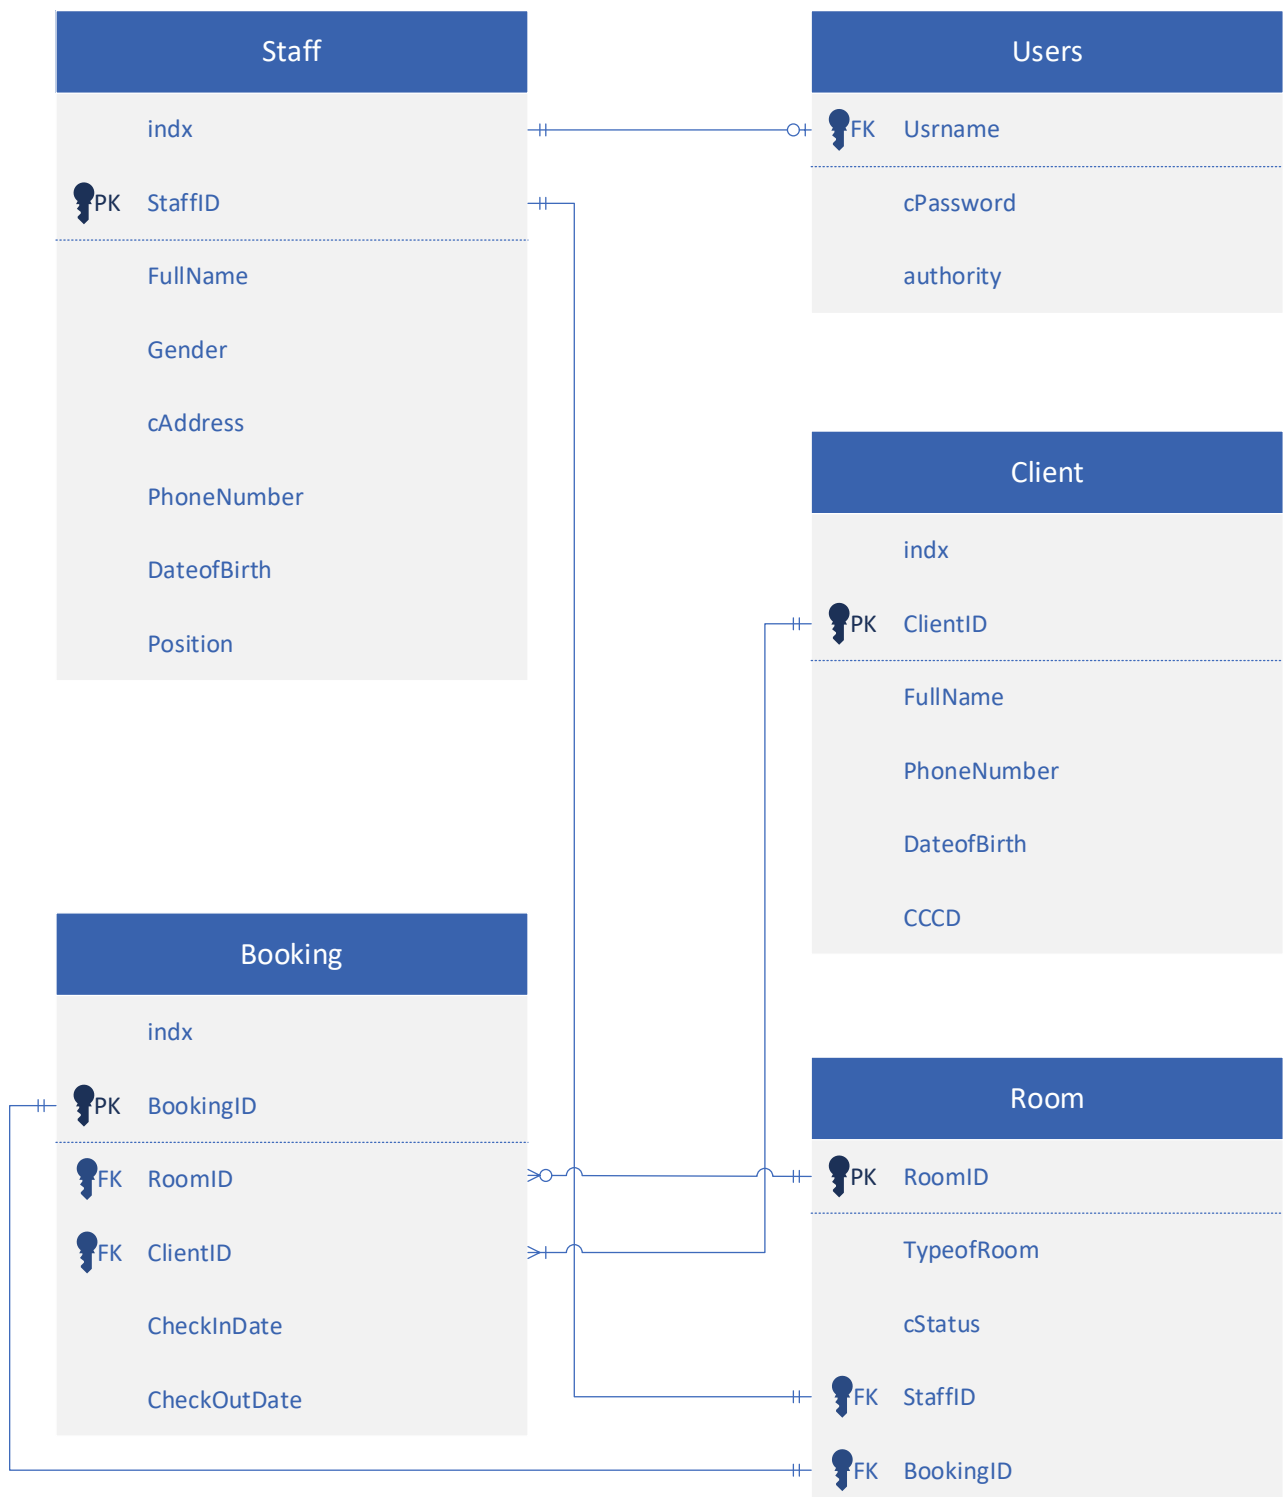 Staff
indx
PK StaffID
FullName
Gender
cAddress
PhoneNumber
DateofBirth
Position
Users
FK Usrname
cPassword
authority
Client
indx
PK ClientID
FullName
PhoneNumber
DateofBirth
CCCD
Booking
indx
PK BookingID
FK RoomID
FK ClientID
CheckInDate
CheckOutDate
Room
PK RoomID
TypeofRoom
cStatus
FK StaffID
FK BookingID